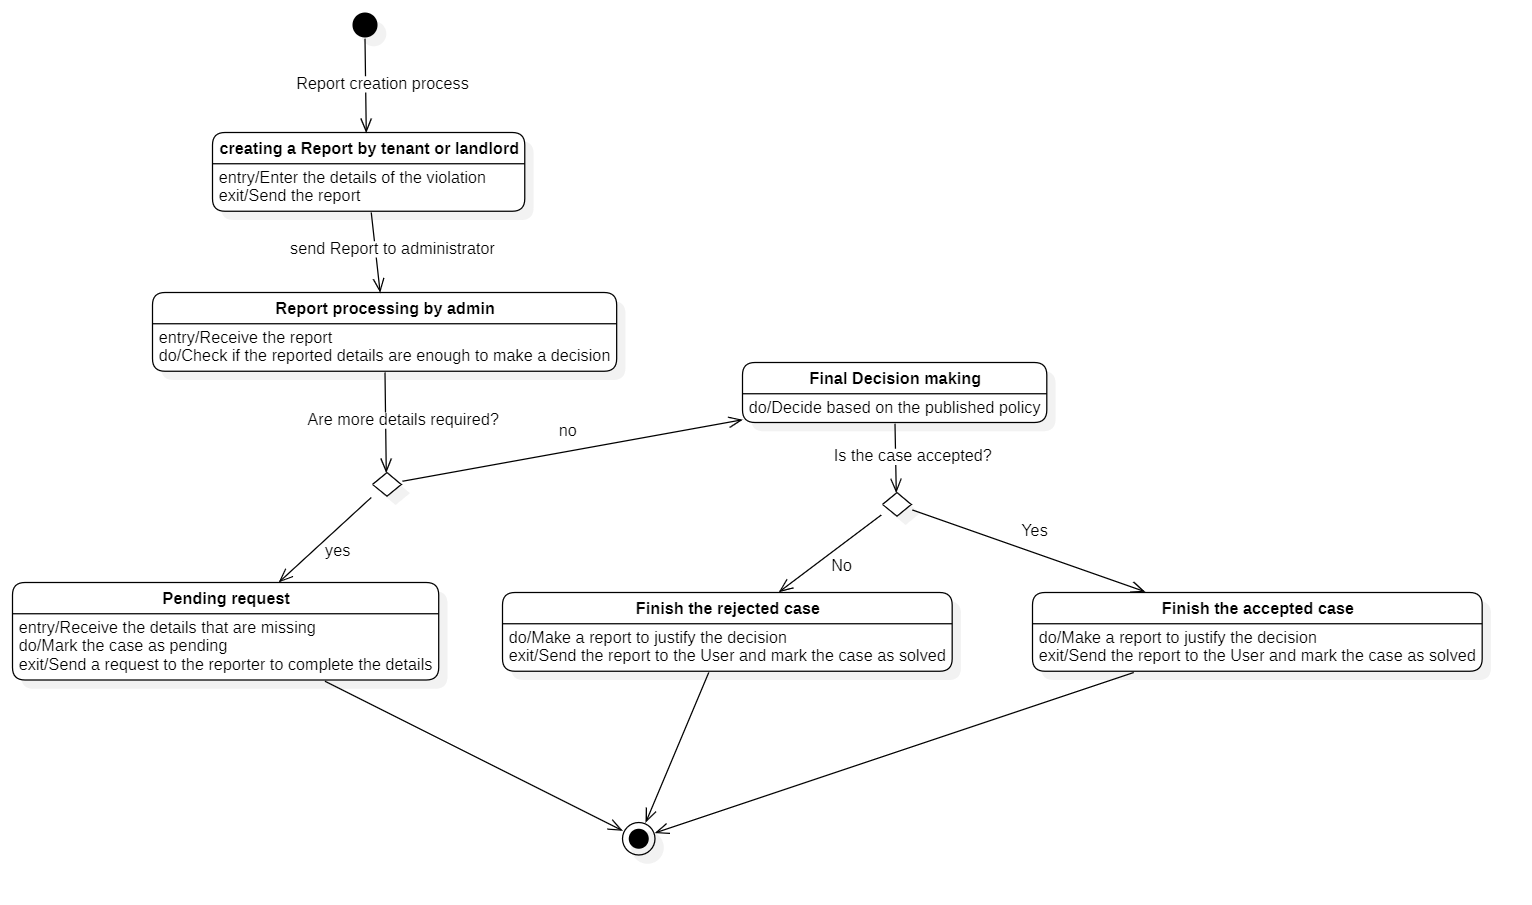 Report creation process
creating a Report by tenant or landlord
entry/Enter the details of the violation
exit/Send the report
send Report to administrator
Report processing by admin
entry/Receive the report
do/Check if the reported details are enough to make a decision
Are more details required?
no
Final Decision making
do/Decide based on the published policy
Is the case accepted?
yes
No
Yes
Pending request
entry/Receive the details that are missing
do/Mark the case as pending
exit/Send a request to the reporter to complete the details
Finish the rejected case
do/Make a report to justify the decision
exit/Send the report to the User and mark the case as solved
Finish the accepted case
do/Make a report to justify the decision
exit/Send the report to the User and mark the case as solved